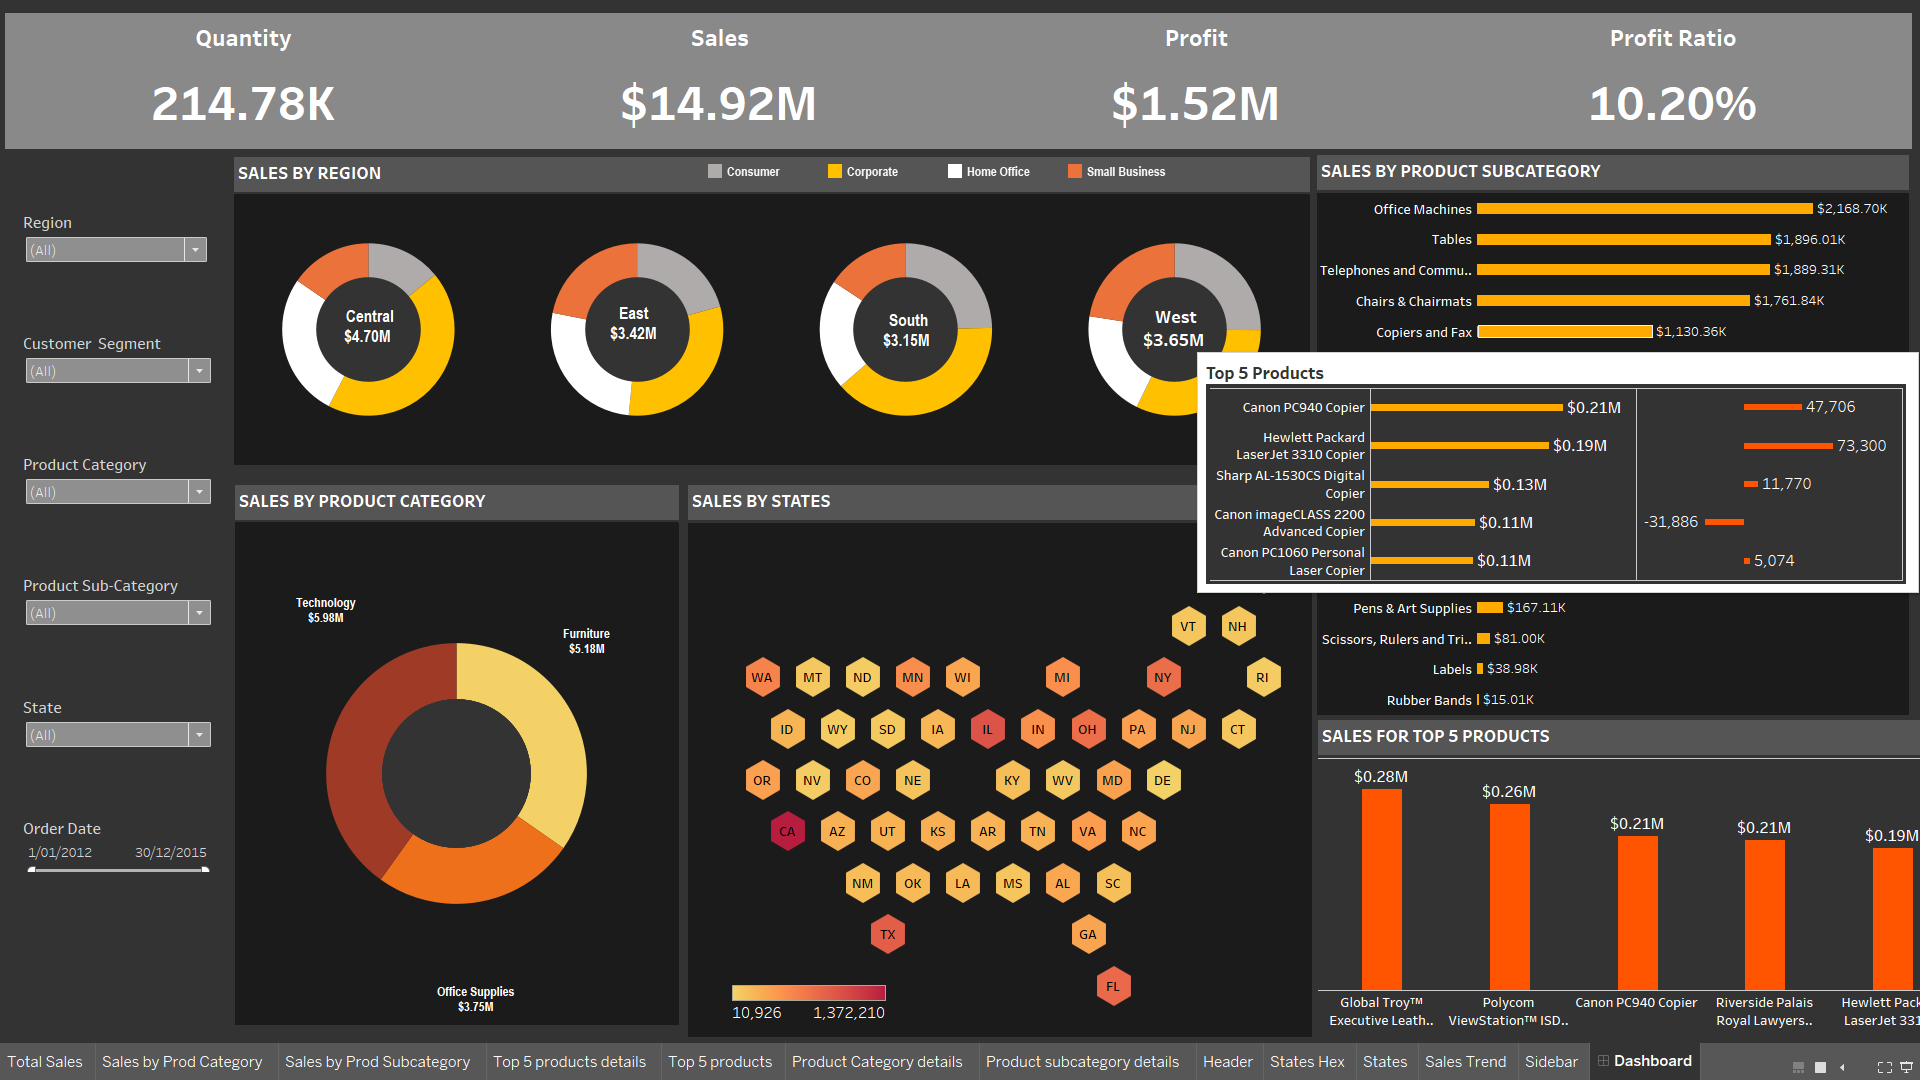 Quantity
214.78K
Sales
$14.92M
Profit
$1.52M
Profit Ratio
10.20%
Region
(All)
Customer Segment
(All)
Product Category
(All)
Product Sub-Category
(All)
State
(All)
Order Date
1/01/2012 30/12/2015
SALES BY REGION
Consumer
Corporate
Home Office
Small Business
Central
$4.70M
East
$3.42M
South
$3.15M
West
$3.65M
SALES BY PRODUCT SUBCATEGORY
Office Machines $2,168.70K
Tables $1,896.01K
Telephones and Commu.. $1,889.31K
Chairs & Chairmats $1,761.84K
Copiers and Fax $1,130.36K
Top 5 Products
Canon PC940 Copier $0.21M 47,706
Hewlett Packard
LaserJet 3310 Copier $0.19M 73,300
Sharp AL-1530CS Digital
Copier $0.13M 11,770
Canon imageCLASS 2200
Advanced Copier $0.11M -31,886
Canon PC1060 Personal
Laser Copier $0.11M 5,074
Pens & Art Supplies $167.11K
Scissors, Rulers and Tri.. $81.00K
Labels $38.98K
Rubber Bands $15.01K
SALES BY PRODUCT CATEGORY
Technology
$5.98M
Furniture
$5.18M
Office Supplies
$3.75M
SALES BY STATES
VT NH
WA MT ND MN WI MI NY RI
ID WY SD IA IL IN OH PA NJ CT
OR NV CO NE KY WV MD DE
CA AZ UT KS AR TN VA NC
NM OK LA MS AL SC
TX GA
FL
10,926 1,372,210
SALES FOR TOP 5 PRODUCTS
$0.28M
$0.26M
$0.21M
$0.21M
$0.19M
Global Troy™
Executive Leath..
Polycom
ViewStation™ ISD..
Canon PC940 Copier
Riverside Palais
Royal Lawyers..
Hewlett Pack
LaserJet 331
Total Sales
Sales by Prod Category
Sales by Prod Subcategory
Top 5 products details
Top 5 products
Product Category details
Product subcategory details
Header
States Hex
States
Sales Trend
Sidebar
Dashboard